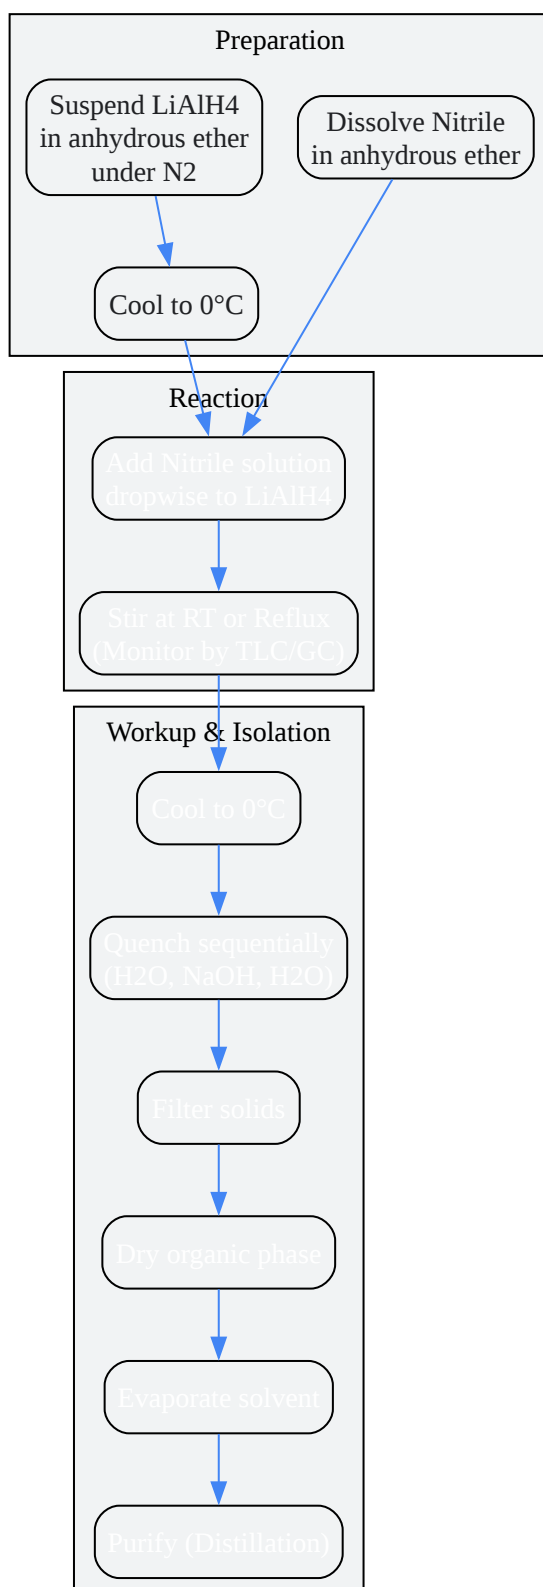 Preparation
Suspend LiAlH4
in anhydrous ether
under N2
Dissolve Nitrile
in anhydrous ether
Cool to 0°C
Reaction
Add Nitrile solution
dropwise to LiAlH4
Stir at RT or Reflux
(Monitor by TLC/GC)
Workup & Isolation
Cool to 0°C
Quench sequentially
(H2O, NaOH, H2O)
Filter solids
Dry organic phase
Evaporate solvent
Purify (Distillation)